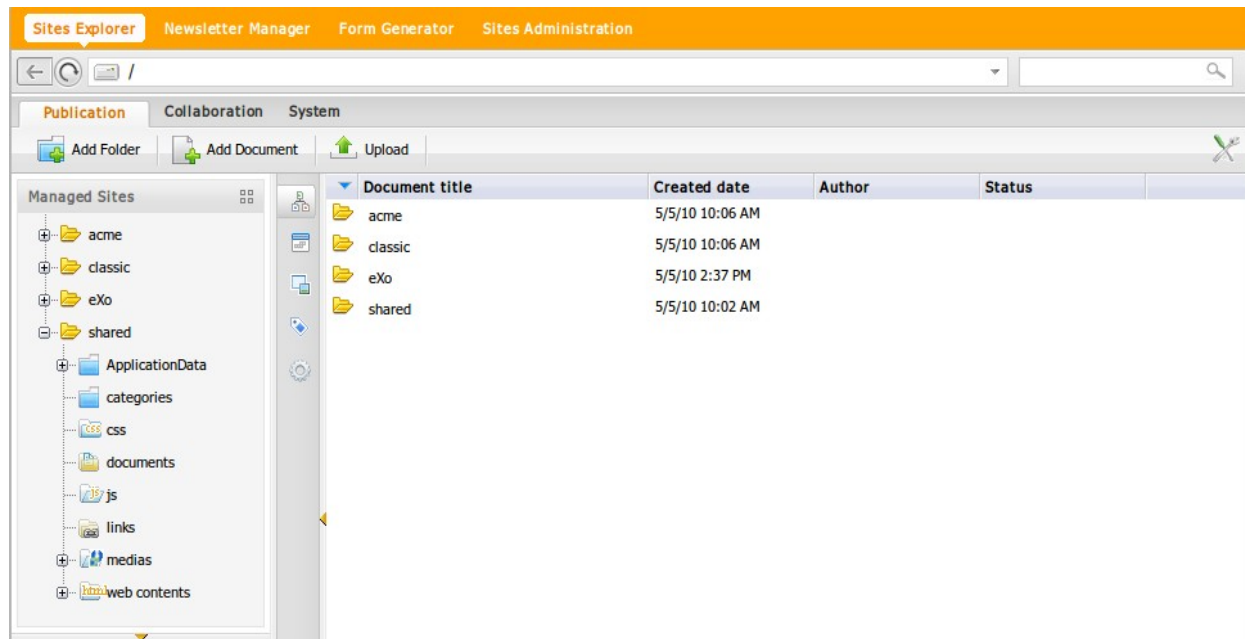 Sites Explorer Newsletter Manager Form Generator Sites Administration
/
Publication Collaboration System
Add Folder Add Document Upload
Managed Sites
acme
classic
eXo
shared
ApplicationData
categories
css css
documents
JS js
links
medias
html web contents
Document title Created date Author Status
acme 5/5/10 10:06 AM
classic 5/5/10 10:06 AM
eXo 5/5/10 2:37 PM
shared 5/5/10 10:02 AM